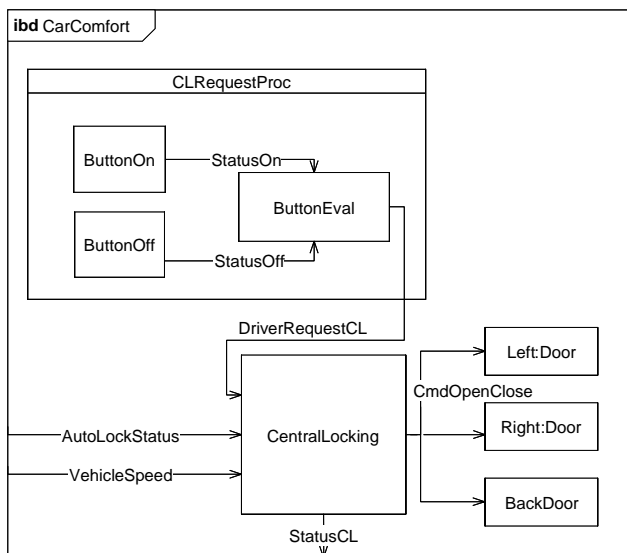 ibd CarComfort
CLRequestProc
ButtonOn
StatusOn
ButtonEval
ButtonOff
StatusOff
DriverRequestCL
Left:Door
CmdOpenClose
AutoLockStatus
CentralLocking
Right:Door
VehicleSpeed
BackDoor
StatusCL